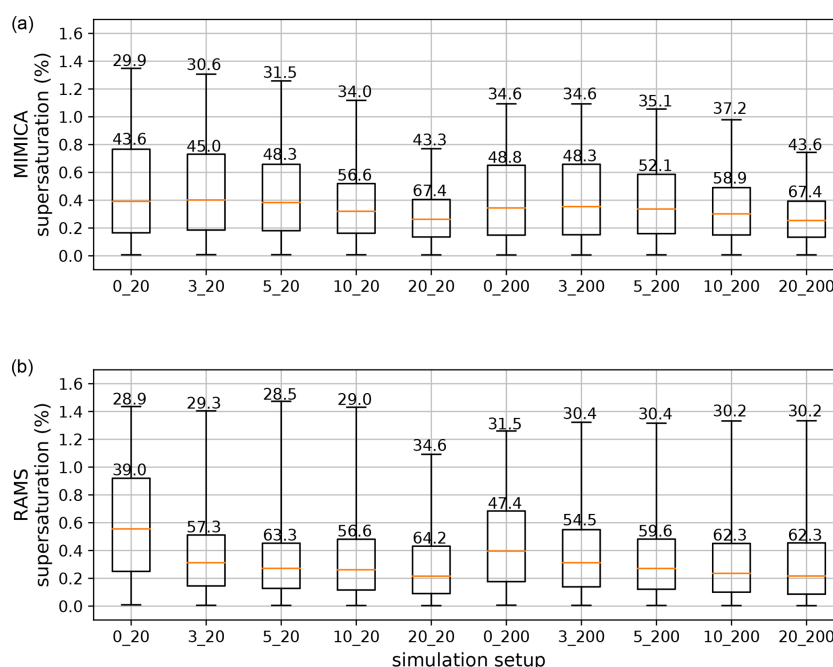 (a)
MIMICA
supersaturation (%)
1.6
1.4
1.2
1.0
0.8
0.6
0.4
0.2
0.0
29.9 30.6 31.5 34.0 43.3 34.6 34.6 35.1 37.2 43.6
43.6 45.0 48.3 56.6 67.4 48.8 48.3 52.1 58.9 67.4
0_20 3_20 5_20 10_20 20_20 0_200 3_200 5_200 10_200 20_200
(b)
RAMS
supersaturation (%)
1.6
1.4
1.2
1.0
0.8
0.6
0.4
0.2
0.0
28.9 29.3 28.5 29.0 34.6 31.5 30.4 30.4 30.2 30.2
39.0 57.3 63.3 56.6 64.2 47.4 54.5 59.6 62.3 62.3
0_20 3_20 5_20 10_20 20_20 0_200 3_200 5_200 10_200 20_200
simulation setup